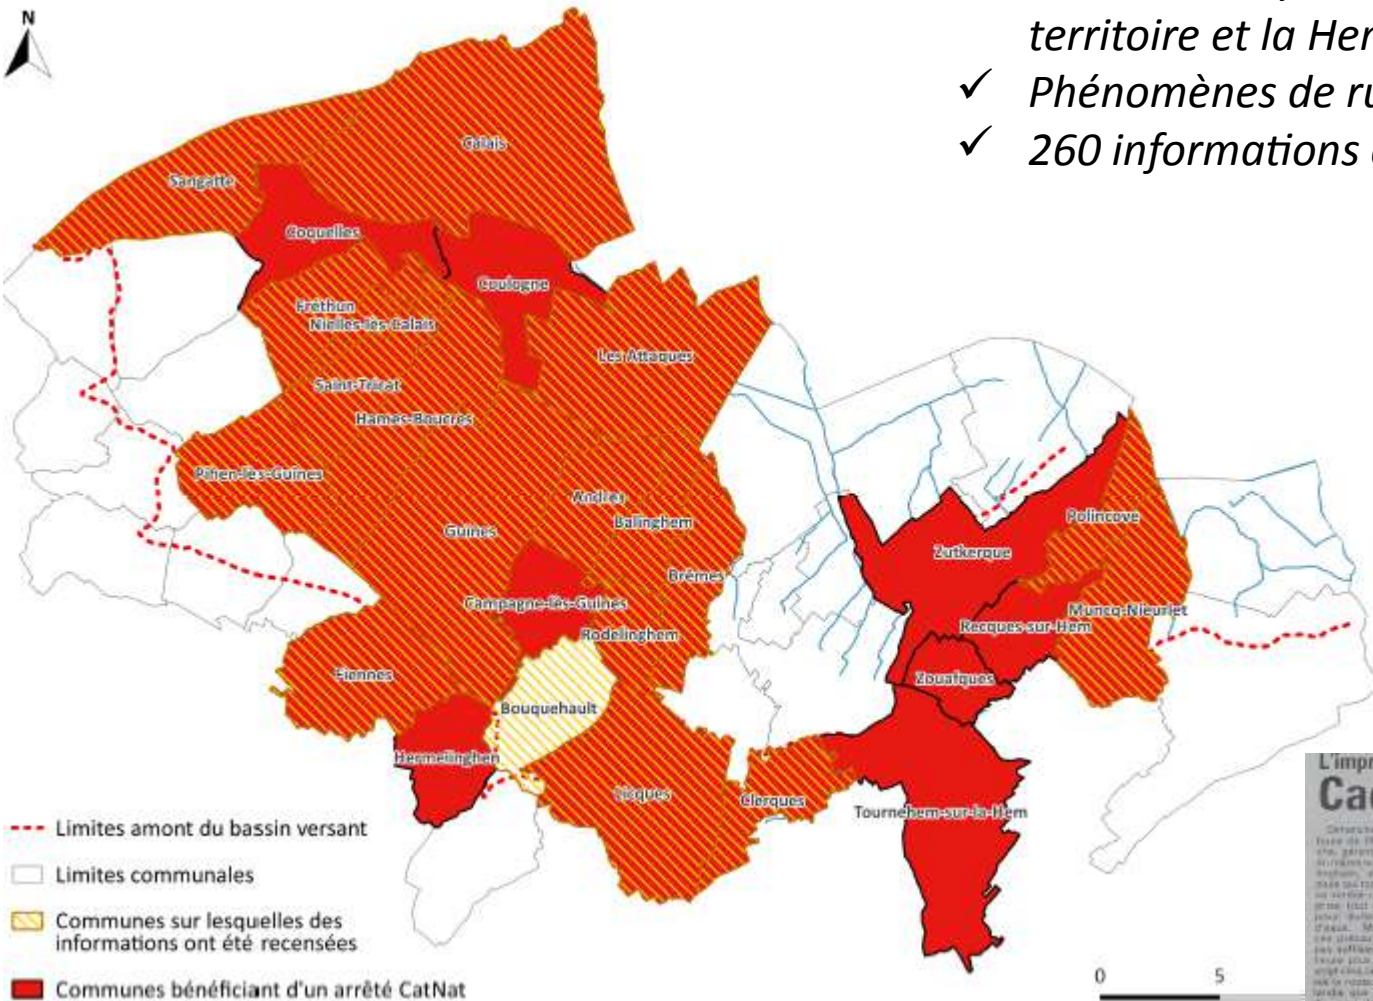 N
territoire et la Her
✓ Phénomènes de ru
✓ 260 informations
Calais
Sangatte
Coquelles
Coulogne
Fréthun
Nielles-lès-Calais
Les Attaques
Saint-Tricat
Hames-Boucres
Pihen-lès-Guînes
Andres
Balinghem
Guînes
Polincove
Zutkerque
Brêmes
Campagne-lès-Guînes
Muncq-Nieurlet
Recques-sur-Hem
Rodelinghem
Fiennes
Zouafques
Bouquehault
Hermelinghen
Licques
Clerques
Tournehem-sur-la-Hem
Limites amont du bassin versant
Limites communales
Communes sur lesquelles des
informations ont été recensées
Communes bénéficiant d'un arrêté CatNat
0 5
L'impr
Ca